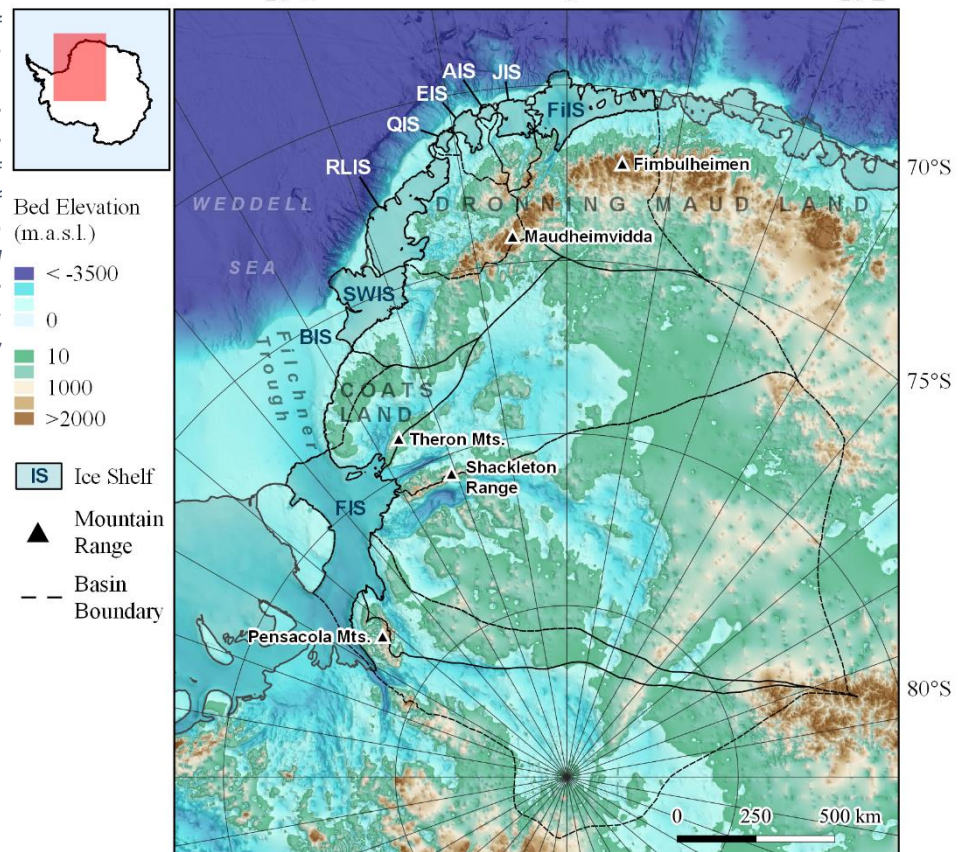 Bed Elevation
(m.a.s.l.)
< -3500
0
10
1000
>2000
IS Ice Shelf
Mountain
Range
Basin
Boundary
AIS JIS
EIS
FiIS
QIS
RLIS
Fimbulheimen
70°S
WEDDELL
DRONNING MAUD LAND
Maudheimvidda
SEA
SWIS
BIS
Filchner
Trough
75°S
COATS
LAND
Theron Mts.
Shackleton
Range
FIS
Pensacola Mts.
80°S
0 250 500 km